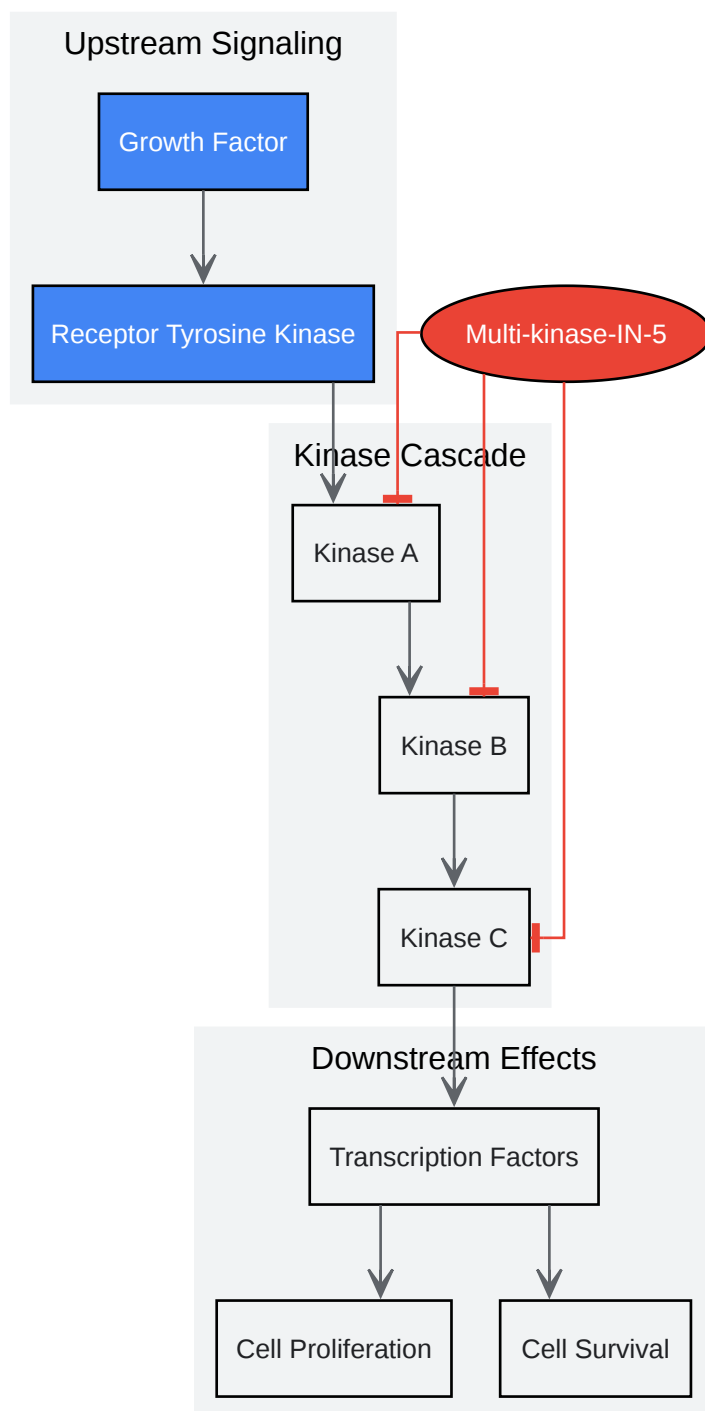 Upstream Signaling
Growth Factor
Receptor Tyrosine Kinase
Multi-kinase-IN-5
Kinase Cascade
Kinase A
Kinase B
Kinase C
Downstream Effects
Transcription Factors
Cell Proliferation
Cell Survival